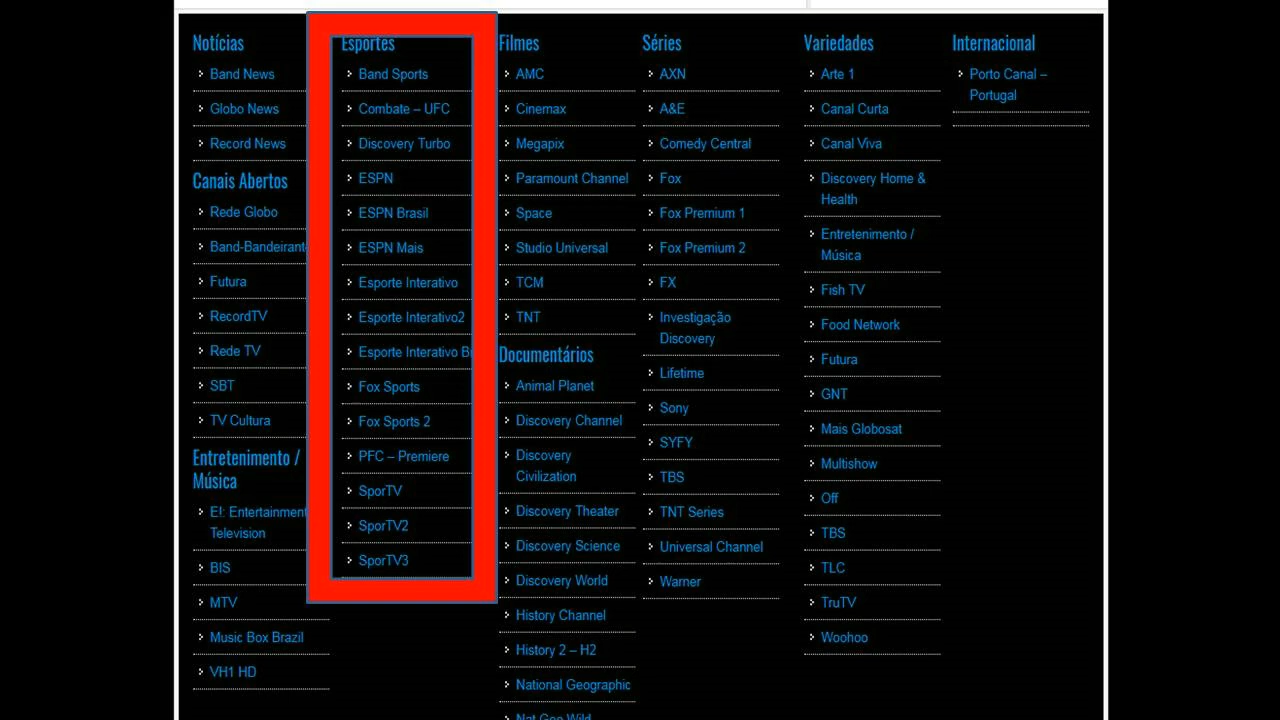 Notícias
Band News
Globo News
Record News
Canais Abertos
Rede Globo
Band-Bandeirant
Futura
RecordTV
Rede TV
SBT
TV Cultura
Entretenimento /
Música
E!: Entertainment
Television
BIS
MTV
Music Box Brazil
VH1 HD
Esportes
Band Sports
Combate – UFC
Discovery Turbo
ESPN
ESPN Brasil
ESPN Mais
Esporte Interativo
Esporte Interativo2
Esporte Interativo B
Fox Sports
Fox Sports 2
PFC – Premiere
SporTV
SporTV2
SporTV3
Filmes
AMC
Cinemax
Megapix
Paramount Channel
Space
Studio Universal
TCM
TNT
Documentários
Animal Planet
Discovery Channel
Discovery
Civilization
Discovery Theater
Discovery Science
Discovery World
History Channel
History 2 – H2
National Geographic
Nat Geo Wild
Séries
AXN
A&E
Comedy Central
Fox
Fox Premium 1
Fox Premium 2
FX
Investigação
Discovery
Lifetime
Sony
SYFY
TBS
TNT Series
Universal Channel
Warner
Variedades
Arte 1
Canal Curta
Canal Viva
Discovery Home &
Health
Entretenimento /
Música
Fish TV
Food Network
Futura
GNT
Mais Globosat
Multishow
Off
TBS
TLC
TruTV
Woohoo
Internacional
Porto Canal –
Portugal